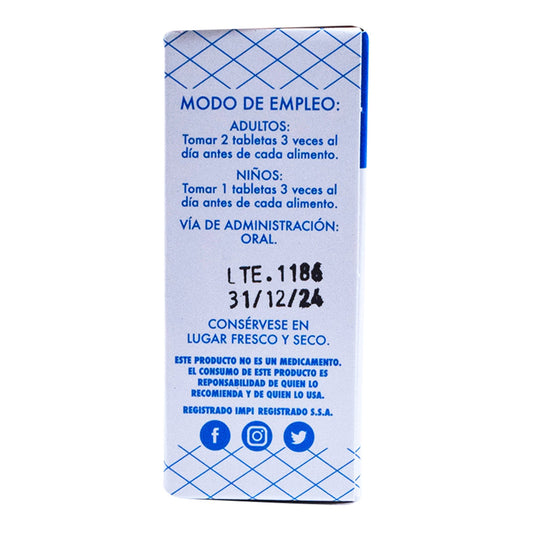 MODO DE EMPLEO:
ADULTOS:
Tomar 2 tabletas 3 veces al
día antes de cada alimento.
NIÑOS:
Tomar 1 tabletas 3 veces al
día antes de cada alimento.
VÍA DE ADMINISTRACIÓN:
ORAL.
LTE.1186
31/12/24
CONSÉRVESE EN
LUGAR FRESCO Y SECO.
ESTE PRODUCTO NO ES UN MEDICAMENTO.
EL CONSUMO DE ESTE PRODUCTO ES
REPONSABILIDAD DE QUIEN LO
RECOMIENDA Y DE QUIEN LO USA.
REGISTRADO IMPI REGISTRADO S.S.A.